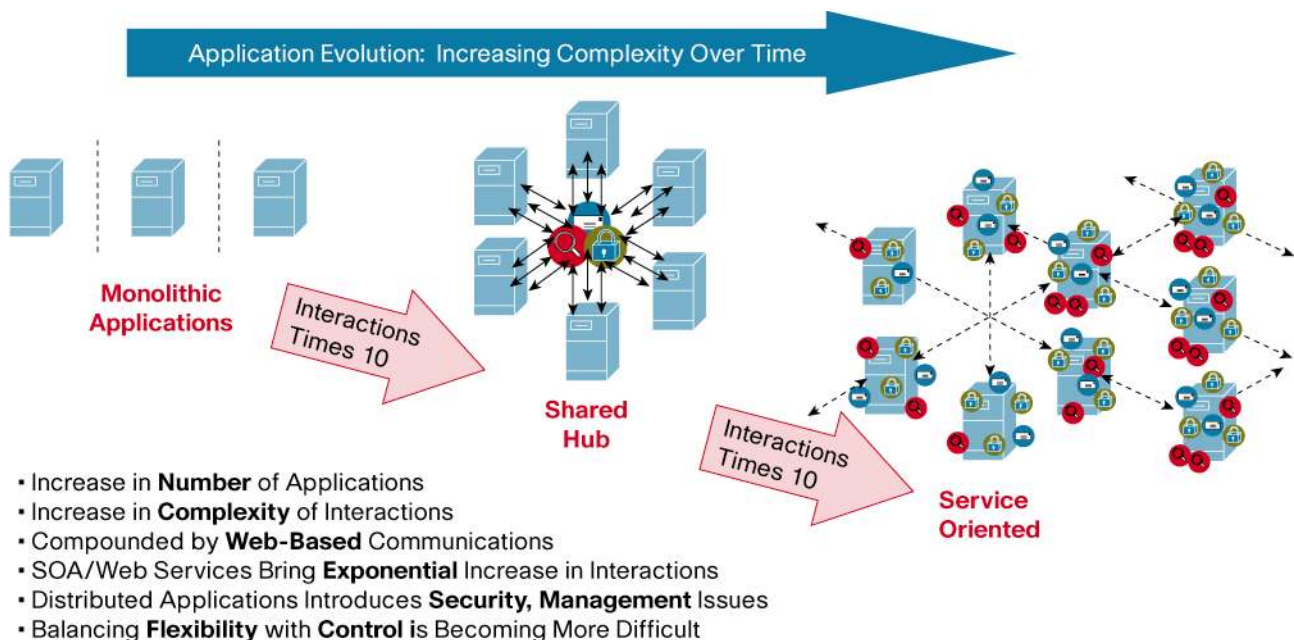 Application Evolution: Increasing Complexity Over Time
Monolithic
Applications
Interactions
Times 10
Shared
Hub
Interactions
Times 10
Service
Oriented
▪ Increase in Number of Applications
▪ Increase in Complexity of Interactions
▪ Compounded by Web-Based Communications
▪ SOA/Web Services Bring Exponential Increase in Interactions
▪ Distributed Applications Introduces Security, Management Issues
▪ Balancing Flexibility with Control is Becoming More Difficult